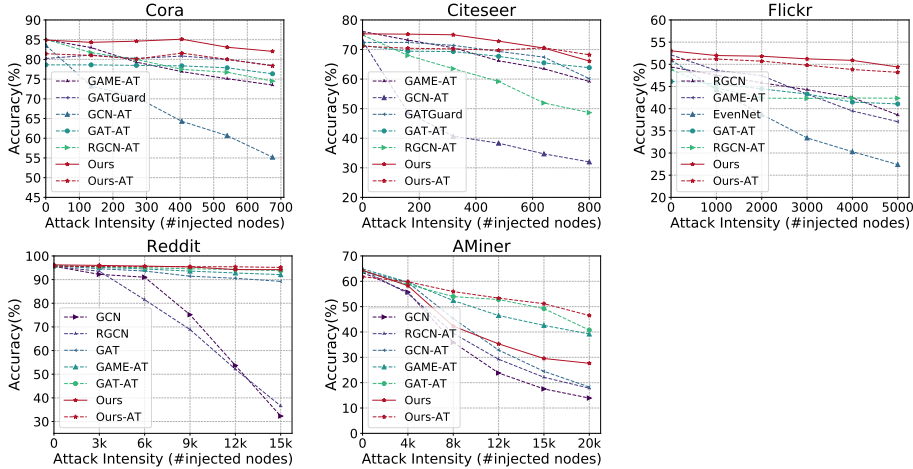 Cora
Accuracy(%)
85
80
75
70
65
60
55
50
45
GAME-AT
GATGuard
GCN-AT
GAT-AT
RGCN-AT
Ours
Ours-AT
0 100 200 300 400 500 600 700
Attack Intensity (#injected nodes)
Citeseer
Accuracy(%)
80
70
60
50
40
30
20
GAME-AT
GCN-AT
GATGuard
GAT-AT
RGCN-AT
Ours
Ours-AT
0 200 400 600 800
Attack Intensity (#injected nodes)
Flickr
Accuracy(%)
60
55
50
45
40
35
30
25
20
RGCN
GAME-AT
EvenNet
GAT-AT
RGCN-AT
Ours
Ours-AT
0 1000 2000 3000 4000 5000
Attack Intensity (#injected nodes)
Reddit
Accuracy(%)
100
90
80
70
60
50
40
30
GCN
RGCN
GAT
GAME-AT
GAT-AT
Ours
Ours-AT
0 3k 6k 9k 12k 15k
Attack Intensity (#injected nodes)
AMiner
Accuracy(%)
70
60
50
40
30
20
10
0
GCN
RGCN-AT
GCN-AT
GAME-AT
GAT-AT
Ours
Ours-AT
0 4k 8k 12k 15k 20k
Attack Intensity (#injected nodes)